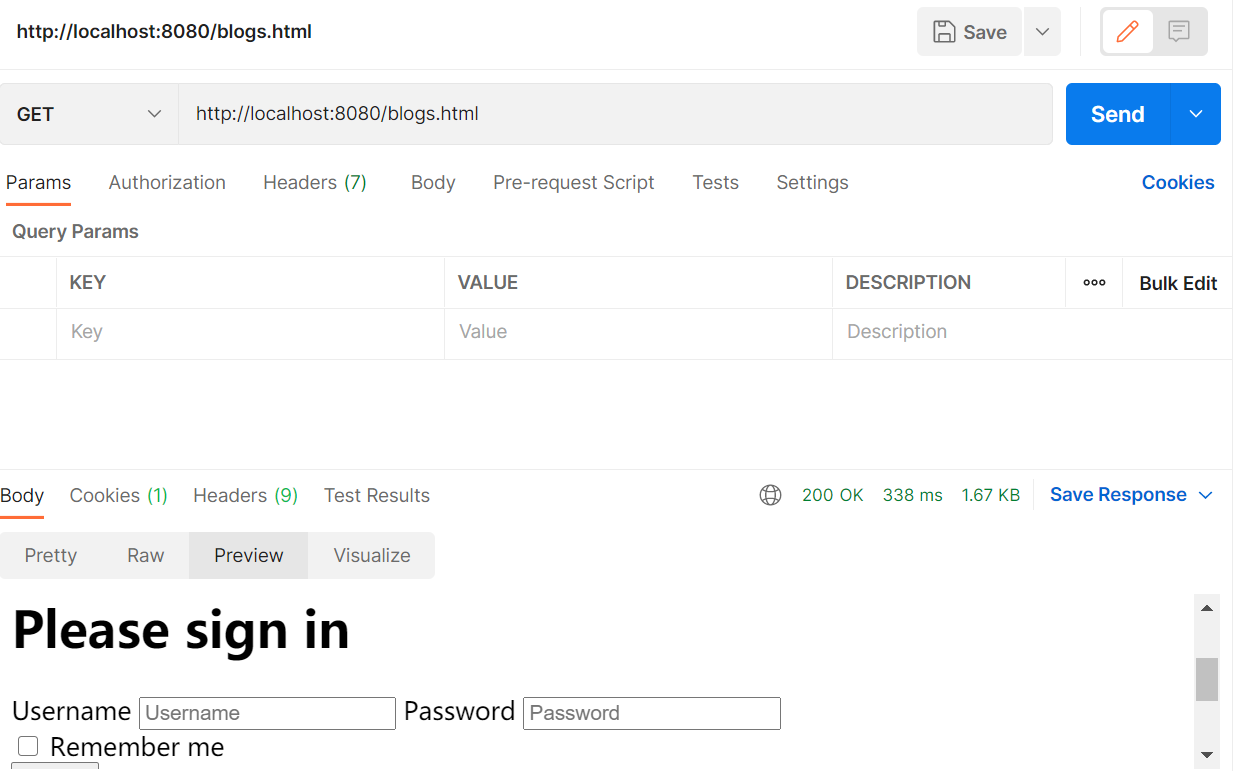 http://localhost:8080/blogs.html Save
GET http://localhost:8080/blogs.html Send
Params Authorization Headers (7) Body Pre-request Script Tests Settings Cookies
Query Params
KEY VALUE DESCRIPTION ooo Bulk Edit
Key Value Description
Body Cookies (1) Headers (9) Test Results 200 OK 338 ms 1.67 KB Save Response
Pretty Raw Preview Visualize
Please sign in
Username Username Password Password
Remember me